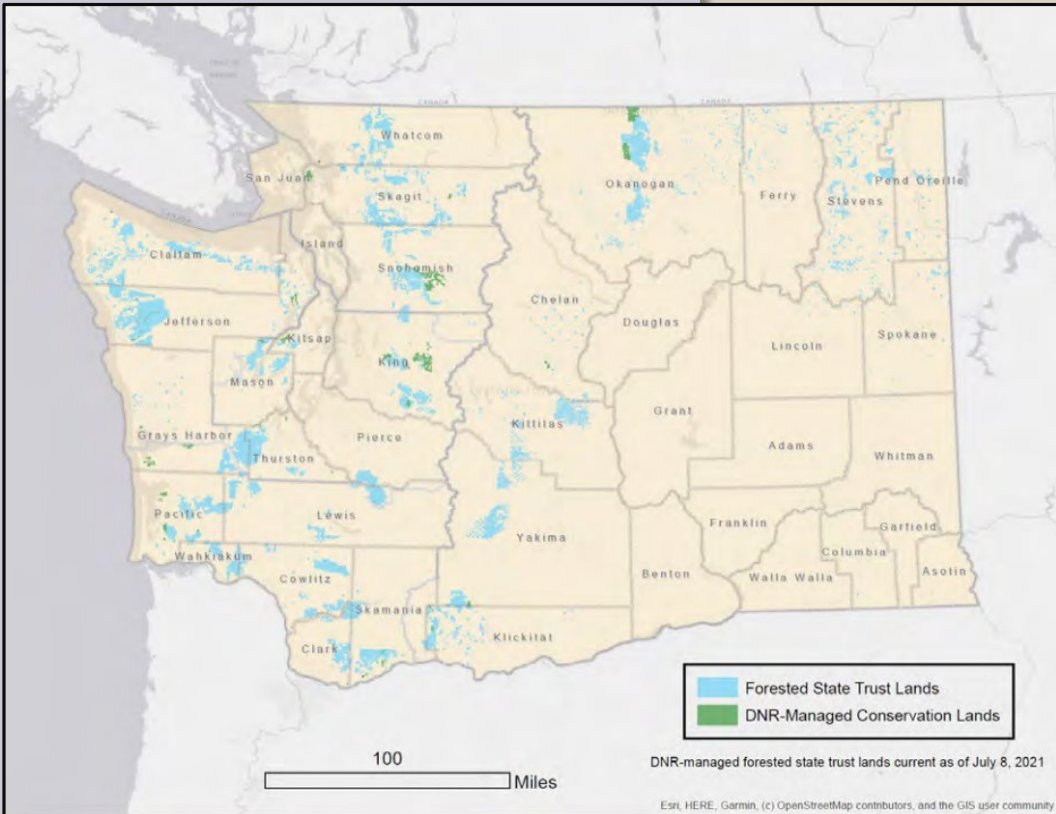 CANADA
CANADA
Whatcom
San Juan
Skagit
Okanogan
Ferry
Stevens
Pend Oreille
Island
Clallam
Snohomish
Chelan
Douglas
Jefferson
Kitsap
King
Lincoln
Spokane
Mason
Grant
Kittitas
Grays Harbor
Pierce
Thurston
Adams
Whitman
Pacific
Lewis
Yakima
Franklin
Garfield
Wahkiakum
Columbia
Cowlitz
Benton
Walla Walla
Asotin
Skamania
Klickitat
Clark
Forested State Trust Lands
DNR-Managed Conservation Lands
100
Miles
DNR-managed forested state trust lands current as of July 8, 2021
Esri, HERE, Garmin, (c) OpenStreetMap contributors, and the GIS user community